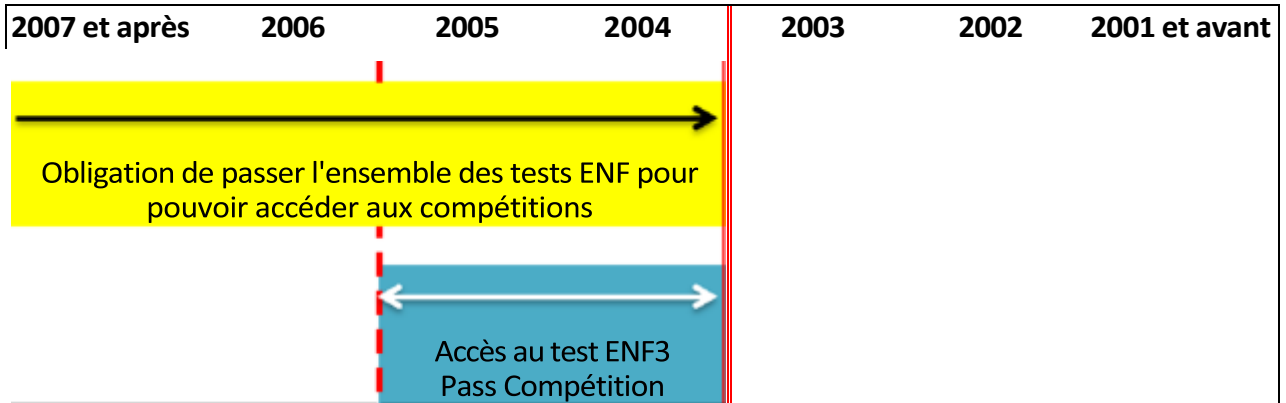 2007 et après 2006 2005 2004 2003 2002 2001 et avant
Obligation de passer l'ensemble des tests ENF pour
pouvoir accéder aux compétitions
Accès au test ENF3
Pass Compétition